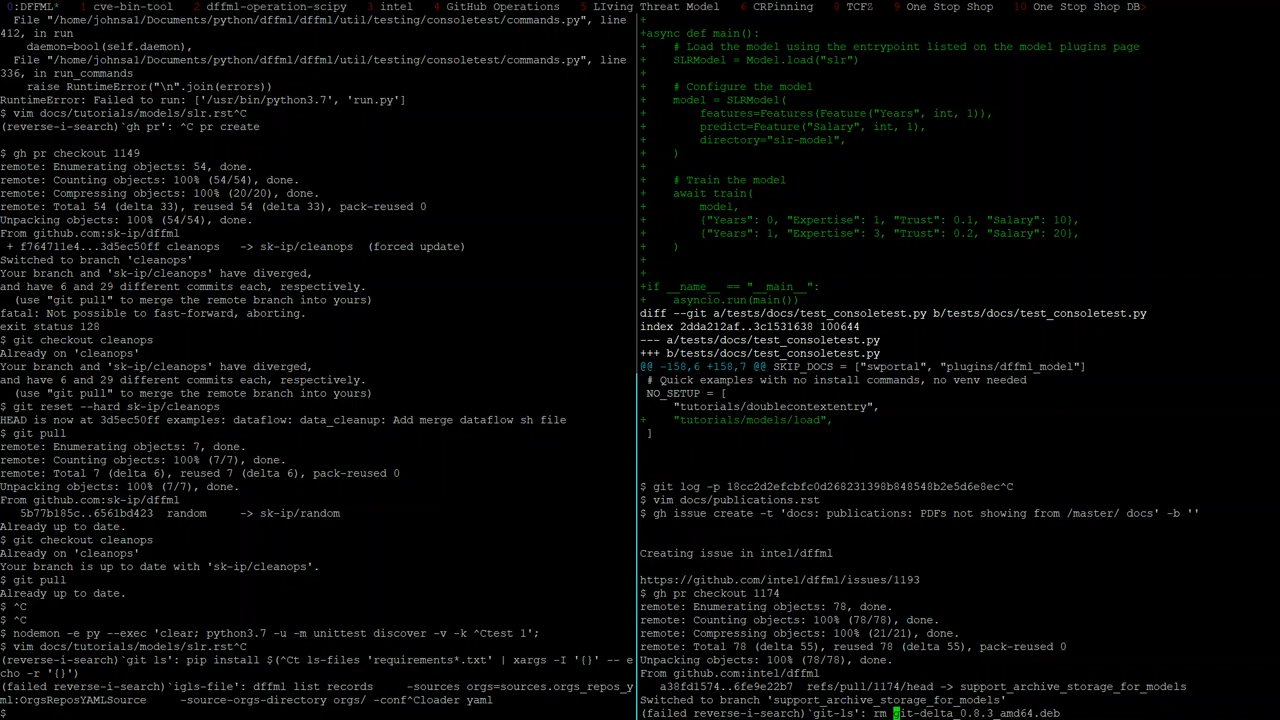 0:DFFML* 1 cve-bin-tool 2 dffml-operation-scipy 3 intel 4 GitHub Operations 5 LIving Threat Model 6 CRPinning 8 TCFZ 9 One Stop Shop 10 One Stop Shop DB>
File "/home/johnsa1/Documents/python/dffml/dffml/util/testing/consoletest/commands.py", line
412, in run
daemon=bool(self.daemon),
File "/home/johnsa1/Documents/python/dffml/dffml/util/testing/consoletest/commands.py", line
336, in run_commands
raise RuntimeError("\n".join(errors))
RuntimeError: Failed to run: ['/usr/bin/python3.7', 'run.py']
$ vim docs/tutorials/models/slr.rst^C
(reverse-i-search)`gh pr': ^C pr create
$ gh pr checkout 1149
remote: Enumerating objects: 54, done.
remote: Counting objects: 100% (54/54), done.
remote: Compressing objects: 100% (20/20), done.
remote: Total 54 (delta 33), reused 54 (delta 33), pack-reused 0
Unpacking objects: 100% (54/54), done.
From github.com:sk-ip/dffml
+ f764711e4...3d5ec50ff cleanops -> sk-ip/cleanops (forced update)
Switched to branch 'cleanops'
Your branch and 'sk-ip/cleanops' have diverged,
and have 6 and 29 different commits each, respectively.
(use "git pull" to merge the remote branch into yours)
fatal: Not possible to fast-forward, aborting.
exit status 128
$ git checkout cleanops
Already on 'cleanops'
Your branch and 'sk-ip/cleanops' have diverged,
and have 6 and 29 different commits each, respectively.
(use "git pull" to merge the remote branch into yours)
$ git reset --hard sk-ip/cleanops
HEAD is now at 3d5ec50ff examples: dataflow: data_cleanup: Add merge dataflow sh file
$ git pull
remote: Enumerating objects: 7, done.
remote: Counting objects: 100% (7/7), done.
remote: Total 7 (delta 6), reused 7 (delta 6), pack-reused 0
Unpacking objects: 100% (7/7), done.
From github.com:sk-ip/dffml
5b77b185c..6561bd423 random -> sk-ip/random
Already up to date.
$ git checkout cleanops
Already on 'cleanops'
Your branch is up to date with 'sk-ip/cleanops'.
$ git pull
Already up to date.
$ ^C
$ ^C
$ nodemon -e py --exec 'clear; python3.7 -u -m unittest discover -v -k ^Ctest 1';
$ vim docs/tutorials/models/slr.rst
(reverse-i-search)`git ls': pip install $(^Ct ls-files 'requirements*.txt' | xargs -I '{}' -- e
cho -r '{}')
(failed reverse-i-search)`igls-file': dffml list records -sources orgs=sources.orgs_repos_y
ml:OrgsReposYAMLSource -source-orgs-directory orgs/ -conf^Cloader yaml
$
+
+async def main():
+ # Load the model using the entrypoint listed on the model plugins page
+ SLRModel = Model.load("slr")
+
+ # Configure the model
+ model = SLRModel(
+ features=Features(Feature("Years", int, 1)),
+ predict=Feature("Salary", int, 1),
+ directory="slr-model",
+ )
+
+ # Train the model
+ await train(
+ model,
+ {"Years": 0, "Expertise": 1, "Trust": 0.1, "Salary": 10},
+ {"Years": 1, "Expertise": 3, "Trust": 0.2, "Salary": 20},
+ )
+
+
+if __name__ == "__main__":
+ asyncio.run(main())
diff --git a/tests/docs/test_consoletest.py b/tests/docs/test_consoletest.py
index 2dda212af..3c1531638 100644
--- a/tests/docs/test_consoletest.py
+++ b/tests/docs/test_consoletest.py
@@ -158,6 +158,7 @@ SKIP_DOCS = ["swportal", "plugins/dffml_model"]
# Quick examples with no install commands, no venv needed
NO_SETUP = [
"tutorials/doublecontextentry",
+ "tutorials/models/load",
]
$ git log -p 18cc2d2efcbfc0d268231398b848548b2e5d6e8ec^C
$ vim docs/publications.rst
$ gh issue create -t 'docs: publications: PDFs not showing from /master/ docs' -b ''
Creating issue in intel/dffml
https://github.com/intel/dffml/issues/1193
$ gh pr checkout 1174
remote: Enumerating objects: 78, done.
remote: Counting objects: 100% (78/78), done.
remote: Compressing objects: 100% (21/21), done.
remote: Total 78 (delta 55), reused 78 (delta 55), pack-reused 0
Unpacking objects: 100% (78/78), done.
From github.com:intel/dffml
a38fd1574..6fe9e22b7 refs/pull/1174/head -> support_archive_storage_for_models
Switched to branch 'support_archive_storage_for_models'
(failed reverse-i-search)`git-ls': rm git-delta_0.8.3_amd64.deb